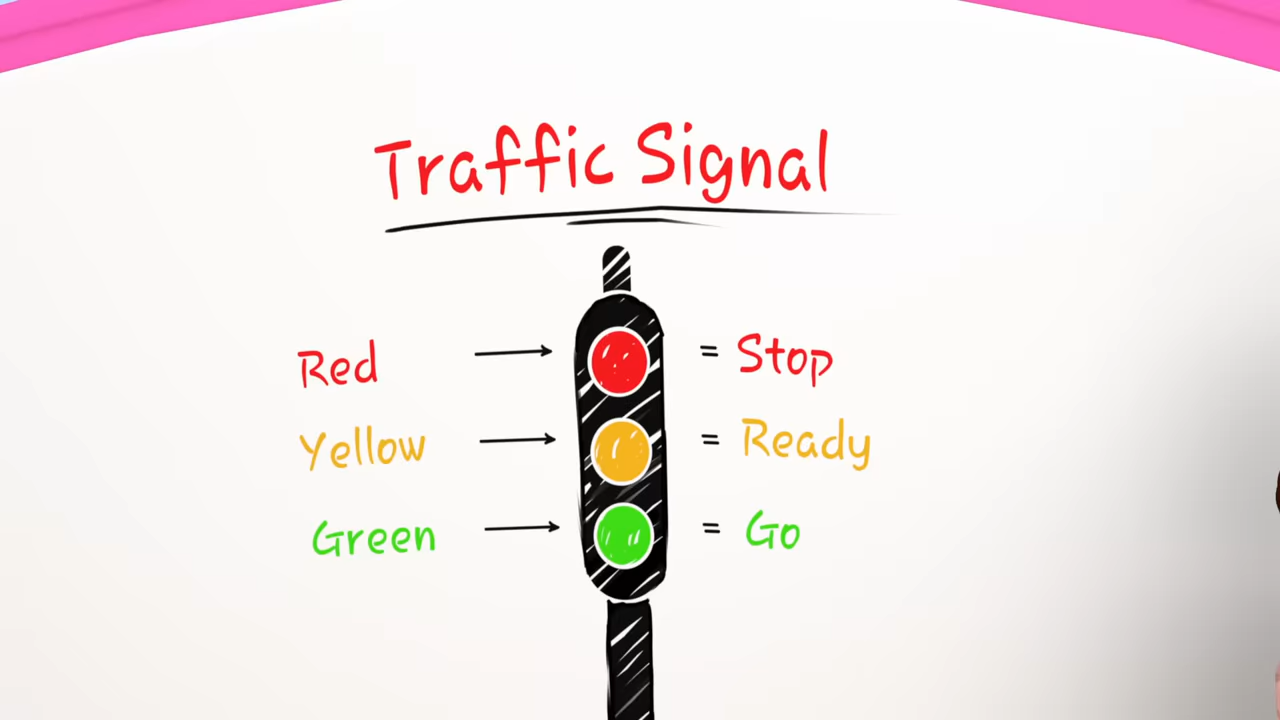 Traffic Signal
Red = Stop
Yellow = Ready
Green = Go